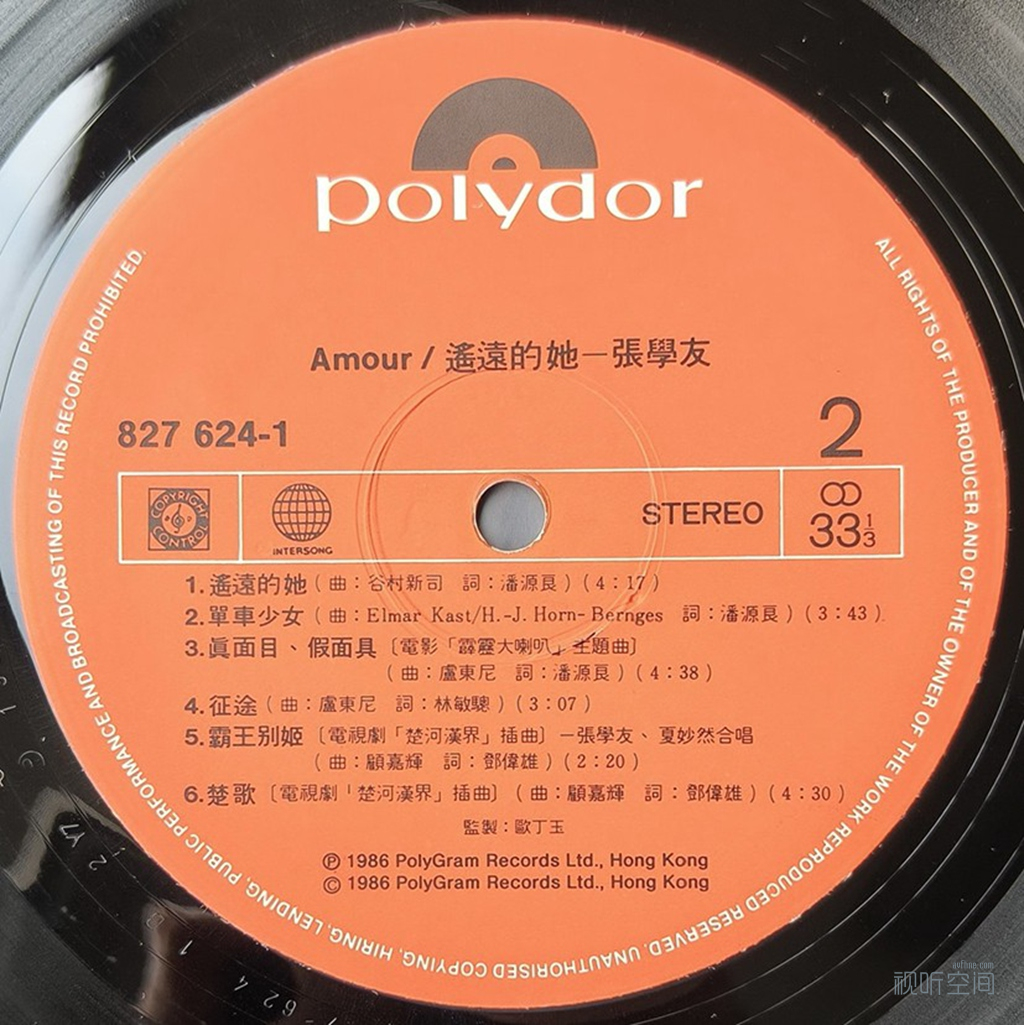 polydor
Amour / 遙遠的她－張學友
827 624-1
2
COPYRIGHT CONTROL
INTERSONG
STEREO
33⅓
1.遙遠的她（曲：谷村新司　詞：潘源良）（4：17）
2.單車少女（曲：Elmar Kast/H.-J. Horn-Bernges　詞：潘源良）（3：43）
3.眞面目、假面具〔電影「霹靂大喇叭」主題曲〕
（曲：盧東尼　詞：潘源良）（4：38）
4.征途（曲：盧東尼　詞：林敏驄）（3：07）
5.霸王别姬〔電視劇「楚河漢界」插曲〕－張學友、夏妙然合唱
（曲：顧嘉輝　詞：鄧偉雄）（2：20）
6.楚歌〔電視劇「楚河漢界」插曲〕（曲：顧嘉輝　詞：鄧偉雄）（4：30）
監製：歐丁玉
Ⓟ 1986 PolyGram Records Ltd., Hong Kong
© 1986 PolyGram Records Ltd., Hong Kong
ALL RIGHTS OF THE PRODUCER AND OF THE OWNER OF THE WORK REPRODUCED RESERVED. UNAUTHORISED COPYING, HIRING, LENDING, PUBLIC PERFORMANCE AND BROADCASTING OF THIS RECORD PROHIBITED.
视听空间